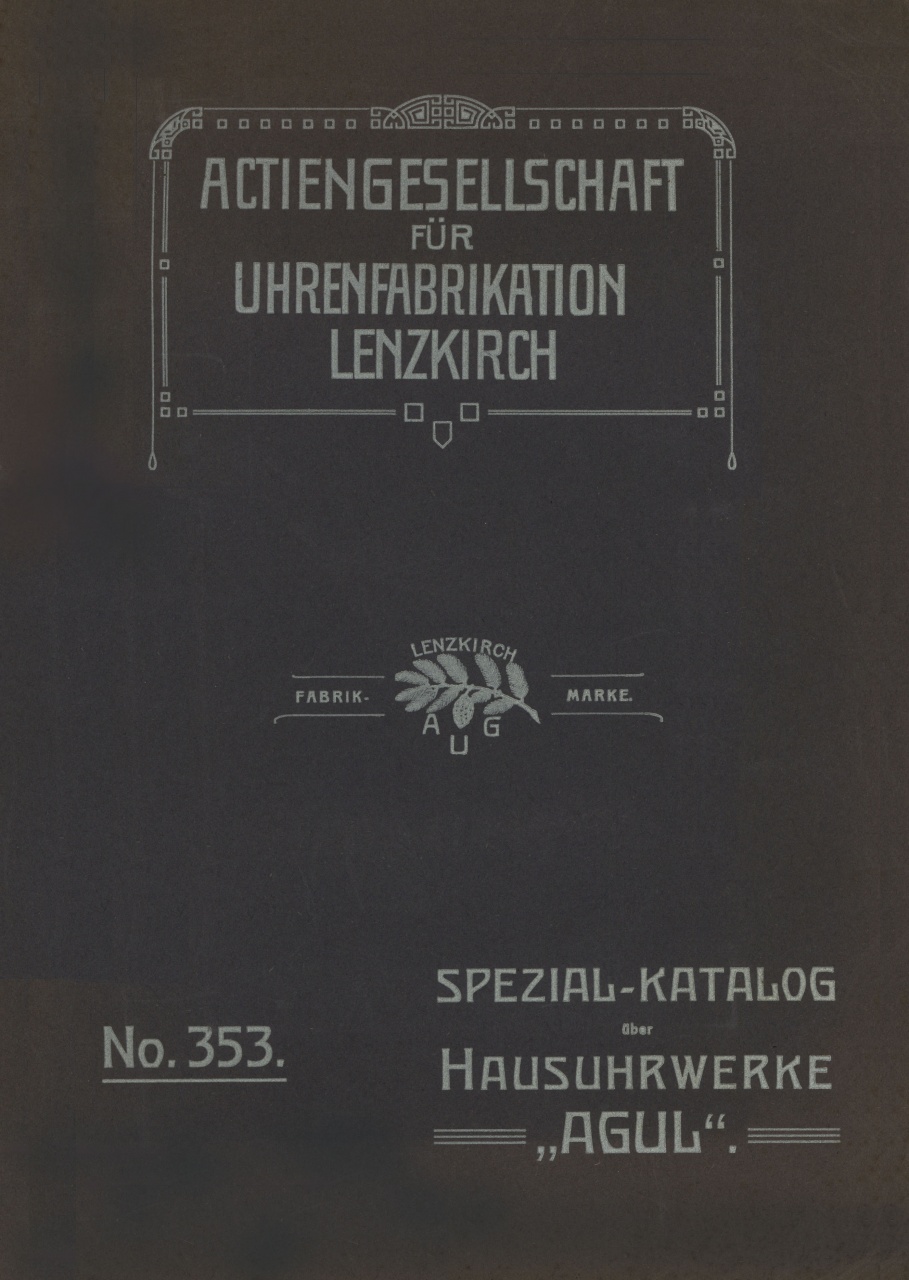 ACTIENGESELLSCHAFT
FÜR
UHRENFABRIKATION
LENZKIRCH
LENZKIRCH
FABRIK-
MARKE.
A U G
No. 353.
SPEZIAL-KATALOG
über
HAUSUHRWERKE
„AGUL“.